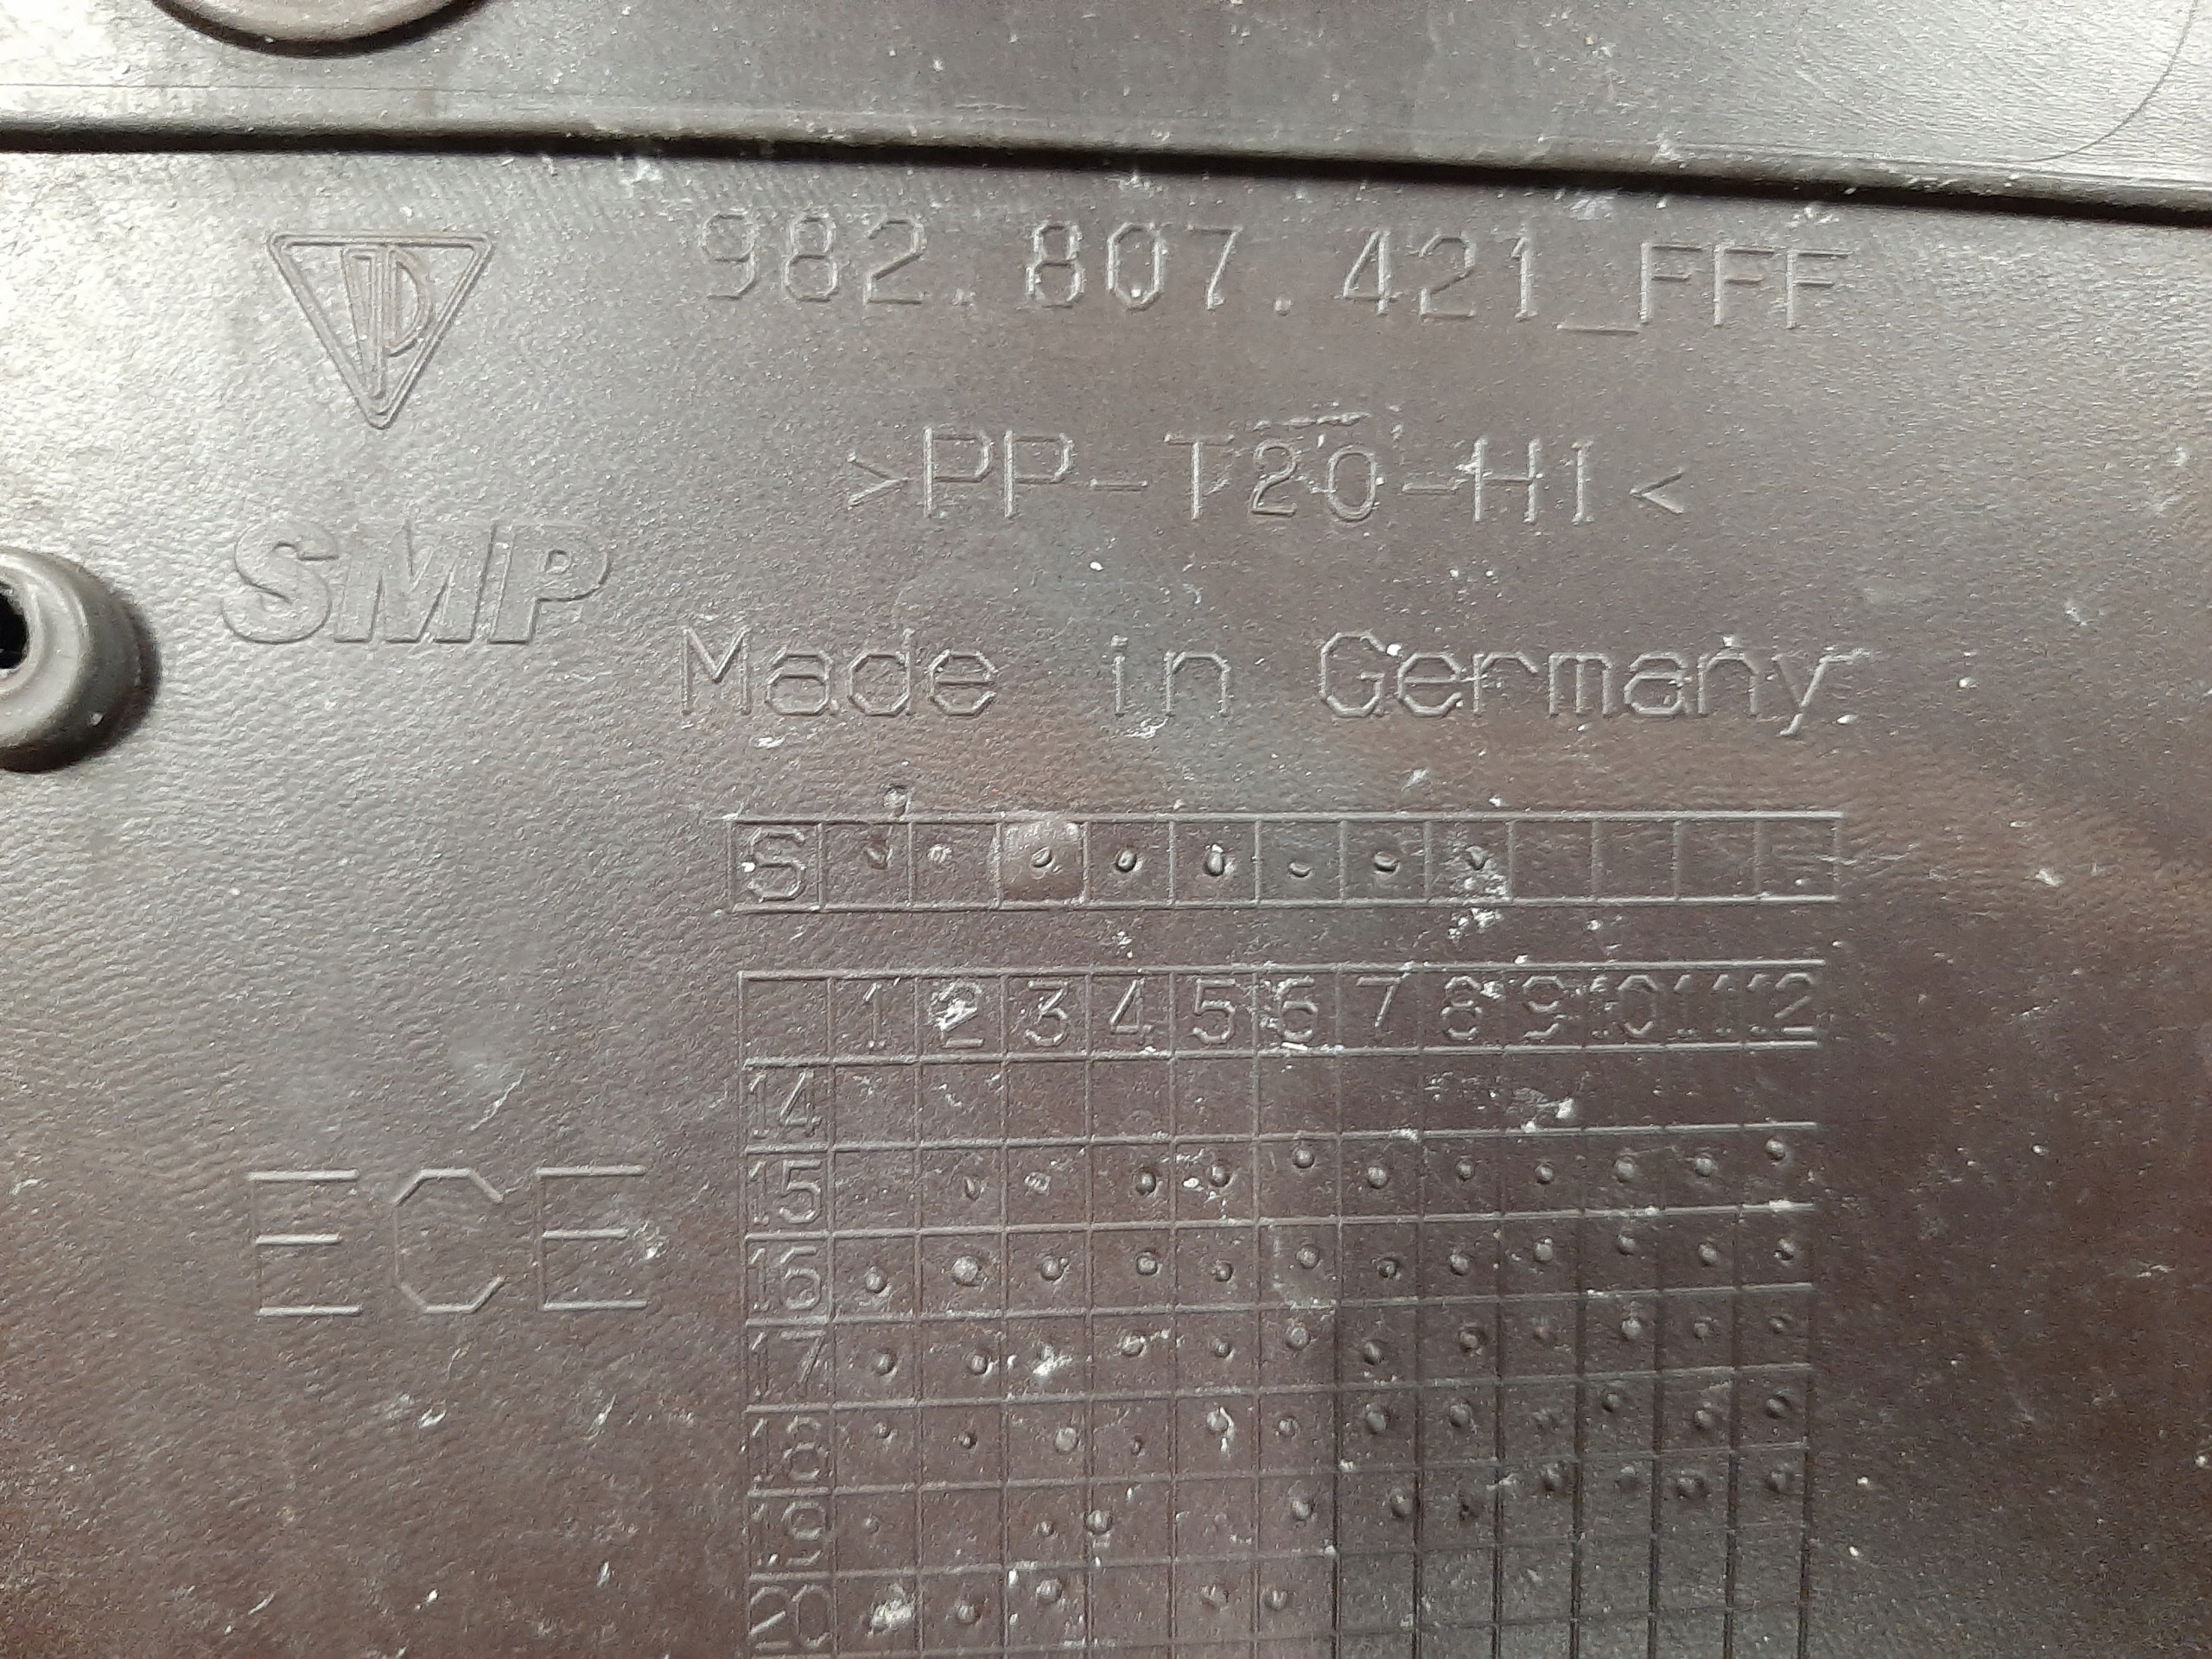 982.807.421_FFF
>PP-T20-HI<
SMP
Made in Germany
S
1 2 3 4 5 6 7 8 9 10 11 12
14
15
ECE
16
17
18
19
20